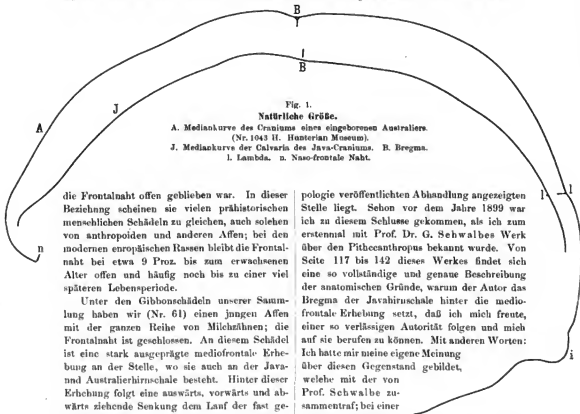 B
B
J
A
Fig. 1.
Natürliche Größe.
A. Mediankurve des Craniums eines eingeborenen Australiers.
(Nr. 1043 H. Hunterian Museum).
J. Mediankurve der Calvaria des Java-Craniums. B. Bregma.
l. Lambda. n. Naso-frontale Naht.
l
l
n
i
die Frontalnaht offen geblieben war. In dieser
Beziehnng scheinen sie vielen prähistorischen
menschlichen Schädeln zu gleichen, auch solchen
von anthropoiden und anderen Affen; bei den
modernen enropäischen Rassen bleibt die Frontal-
naht bei etwa 9 Proz. bis zum erwachsenen
Alter offen und häufig noch bis zu einer viel
späteren Lebensperiode.
Unter den Gibbonschädeln unserer Samm-
lung haben wir (Nr. 61) einen jnngen Affen
mit der ganzen Reihe von Milchzähnen; die
Frontalnaht ist geschlossen. An diesem Schädel
ist eine stark ausgeprägte mediofrontale Erhe-
bung an der Stelle, wo sie auch an der Java-
nnd Australierhirnschale besteht. Hinter dieser
Erhebung folgt eine auswärts, vorwärts und ab-
wärts ziehende Senkung dem Lanf der fast ge-
pologie veröffentlichten Abhandlung angezeigten
Stelle liegt. Schon vor dem Jahre 1899 war
ich zu diesem Schlusse gekommen, als ich zum
erstenmal mit Prof. Dr. G. Schwalbes Werk
über den Pithecanthropus bekannt wurde. Von
Seite 117 bis 142 dieses Werkes findet sich
eine so vollständige und genaue Beschreibung
der anatomischen Gründe, warum der Autor das
Bregma der Javahirnschale hinter die medio-
frontale Erhebung setzt, daß ich mich freute,
einer so verlässigen Autorität folgen und mich
auf sie berufen zu können. Mit anderen Worten:
Ich hatte mir meine eigene Meinung
über diesen Gegenstand gebildet,
welche mit der von
Prof. Schwalbe zu-
sammentraf; bei einer